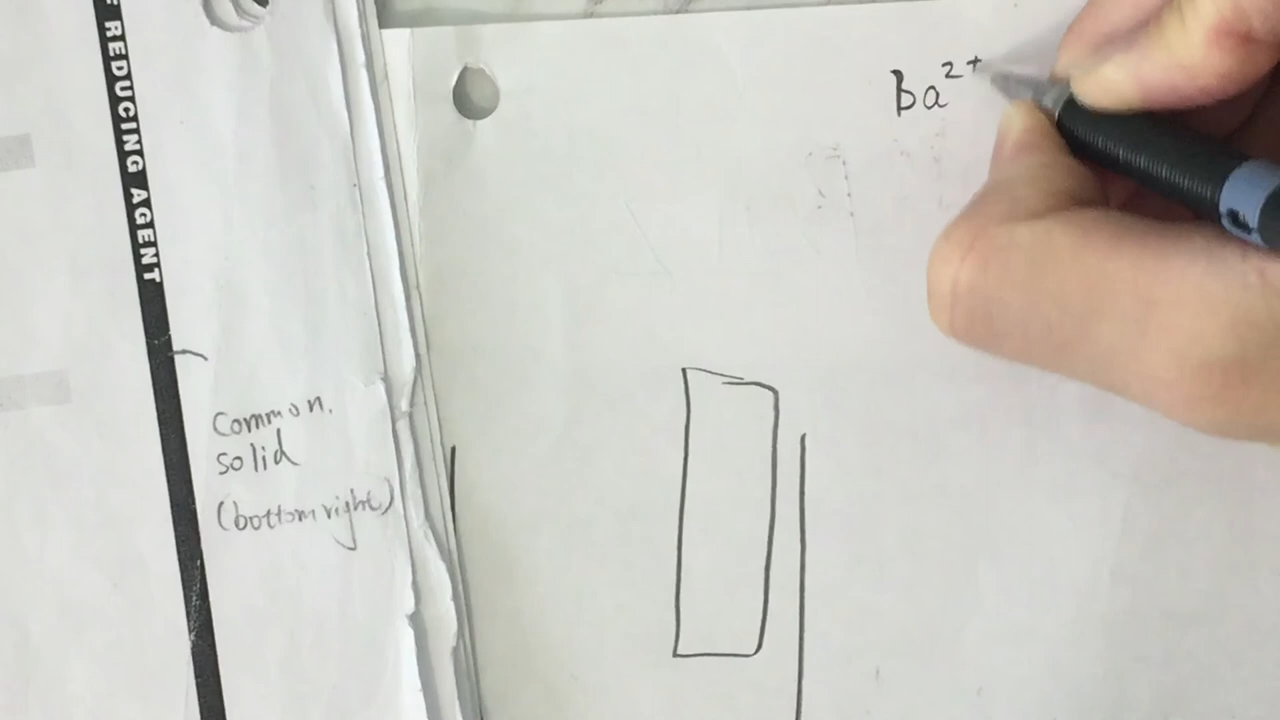 F REDUCING AGENT
Common.
solid
(bottom right)
Ba²⁺